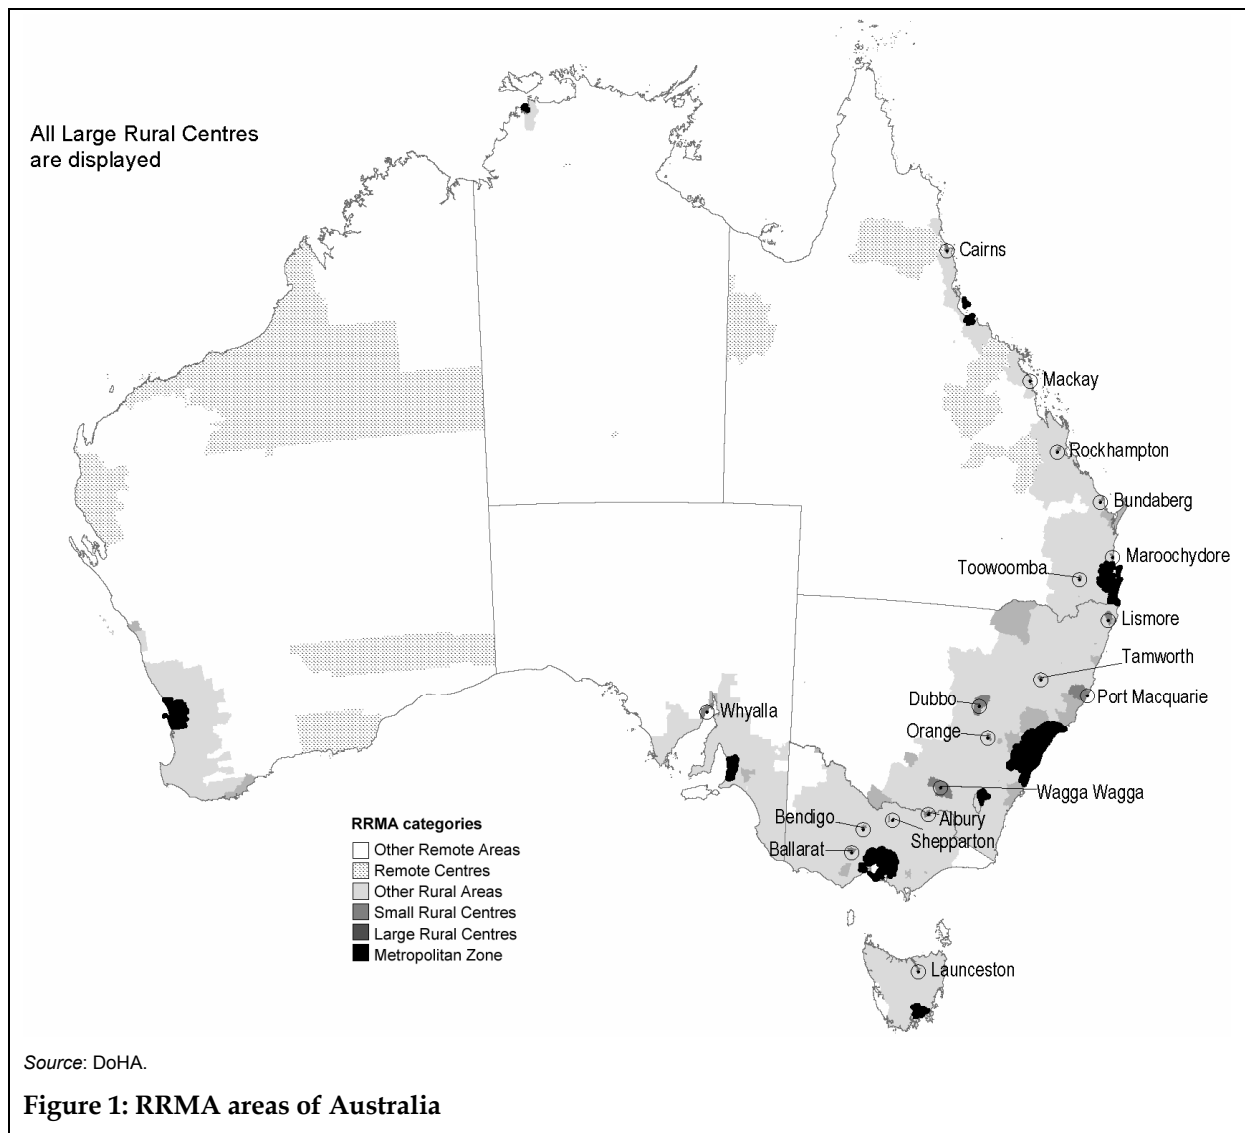 All Large Rural Centres
are displayed
Cairns
Mackay
Rockhampton
Bundaberg
Maroochydore
Toowoomba
Lismore
Tamworth
Port Macquarie
Dubbo
Whyalla
Orange
Wagga Wagga
Albury
Bendigo
Shepparton
Ballarat
Launceston
RRMA categories
Other Remote Areas
Remote Centres
Other Rural Areas
Small Rural Centres
Large Rural Centres
Metropolitan Zone
Source: DoHA.
Figure 1: RRMA areas of Australia